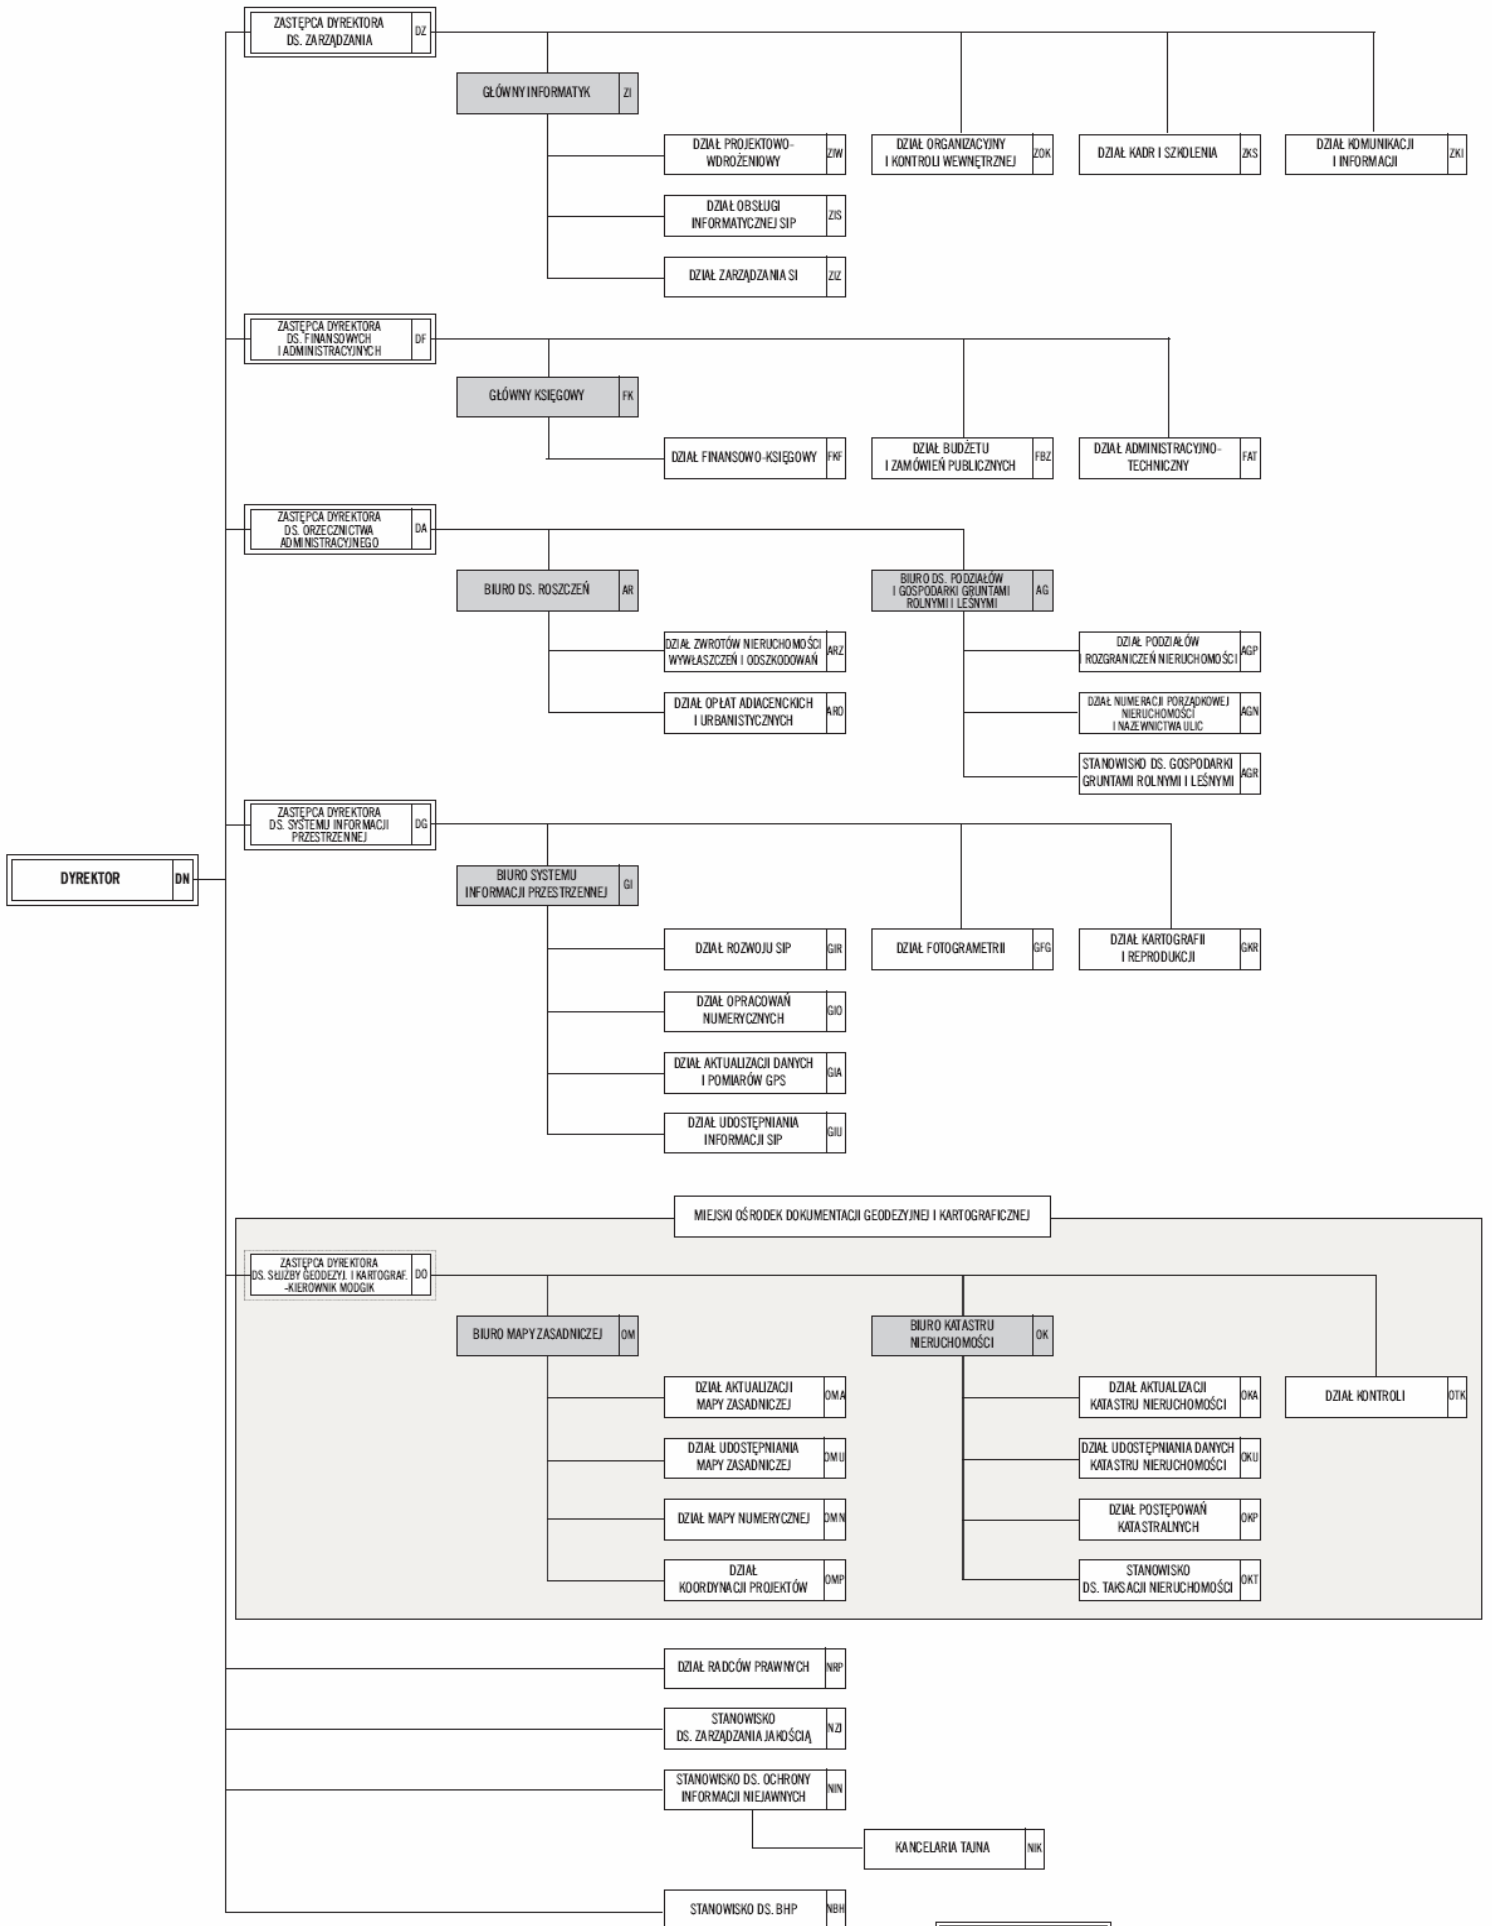 ZASTĘPCA DYREKTORA
DS. ZARZĄDZANIA
DZ
GŁÓWNY INFORMATYK
ZI
DZIAŁ PROJEKTOWO-
WDROŻENIOWY
ZIW
DZIAŁ ORGANIZACYJNY
I KONTROLI WEWNĘTRZNEJ
ZOK
DZIAŁ KADR I SZKOLENIA
ZKS
DZIAŁ KOMUNIKACJI
I INFORMACJI
ZKI
DZIAŁ OBSŁUGI
INFORMATYCZNEJ SIP
ZIS
DZIAŁ ZARZĄDZANIA SI
ZIZ
ZASTĘPCA DYREKTORA
DS. FINANSOWYCH
I ADMINISTRACYJNYCH
DF
GŁÓWNY KSIĘGOWY
FK
DZIAŁ FINANSOWO-KSIĘGOWY
FKF
DZIAŁ BUDŻETU
I ZAMÓWIEŃ PUBLICZNYCH
FBZ
DZIAŁ ADMINISTRACYJNO-
TECHNICZNY
FAT
ZASTĘPCA DYREKTORA
DS. ORZECZNICTWA
ADMINISTRACYJNEGO
DA
BIURO DS. ROSZCZEŃ
AR
BIURO DS. PODZIAŁÓW
I GOSPODARKI GRUNTAMI
ROLNYMI I LEŚNYMI
AG
DZIAŁ ZWROTÓW NIERUCHOMOŚCI
WYWŁASZCZEŃ I ODSZKODOWAŃ
ARZ
DZIAŁ PODZIAŁÓW
I ROZGRANICZEŃ NIERUCHOMOŚCI
AGP
DZIAŁ OPŁAT ADIACENCKICH
I URBANISTYCZNYCH
ARO
DZIAŁ NUMERACJI PORZĄDKOWEJ
NIERUCHOMOŚCI
I NAZEWNICTWA ULIC
AGN
STANOWISKO DS. GOSPODARKI
GRUNTAMI ROLNYMI I LEŚNYMI
AGR
ZASTĘPCA DYREKTORA
DS. SYSTEMU INFORMACJI
PRZESTRZENNEJ
DG
DYREKTOR
DN
BIURO SYSTEMU
INFORMACJI PRZESTRZENNEJ
GI
DZIAŁ ROZWOJU SIP
GIR
DZIAŁ FOTOGRAMETRII
GFG
DZIAŁ KARTOGRAFII
I REPRODUKCJI
GKR
DZIAŁ OPRACOWAŃ
NUMERYCZNYCH
GIO
DZIAŁ AKTUALIZACJI DANYCH
I POMIARÓW GPS
GIA
DZIAŁ UDOSTĘPNIANIA
INFORMACJI SIP
GIU
MIEJSKI OŚRODEK DOKUMENTACJI GEODEZYJNEJ I KARTOGRAFICZNEJ
ZASTĘPCA DYREKTORA
DS. SŁUŻBY GEODEZYJ. I KARTOGRAF.
-KIEROWNIK MODGIK
DO
BIURO MAPY ZASADNICZEJ
OM
BIURO KATASTRU
NIERUCHOMOŚCI
OK
DZIAŁ AKTUALIZACJI
MAPY ZASADNICZEJ
OMA
DZIAŁ AKTUALIZACJI
KATASTRU NIERUCHOMOŚCI
OKA
DZIAŁ KONTROLI
OTK
DZIAŁ UDOSTĘPNIANIA
MAPY ZASADNICZEJ
OMU
DZIAŁ UDOSTĘPNIANIA DANYCH
KATASTRU NIERUCHOMOŚCI
OKU
DZIAŁ MAPY NUMERYCZNEJ
OMN
DZIAŁ POSTĘPOWAŃ
KATASTRALNYCH
OKP
DZIAŁ
KOORDYNACJI PROJEKTÓW
OMP
STANOWISKO
DS. TAKSACJI NIERUCHOMOŚCI
OKT
DZIAŁ RADCÓW PRAWNYCH
NRP
STANOWISKO
DS. ZARZĄDZANIA JAKOŚCIĄ
NZJ
STANOWISKO DS. OCHRONY
INFORMACJI NIEJAWNYCH
NIN
KANCELARIA TAJNA
NIK
STANOWISKO DS. BHP
NBH